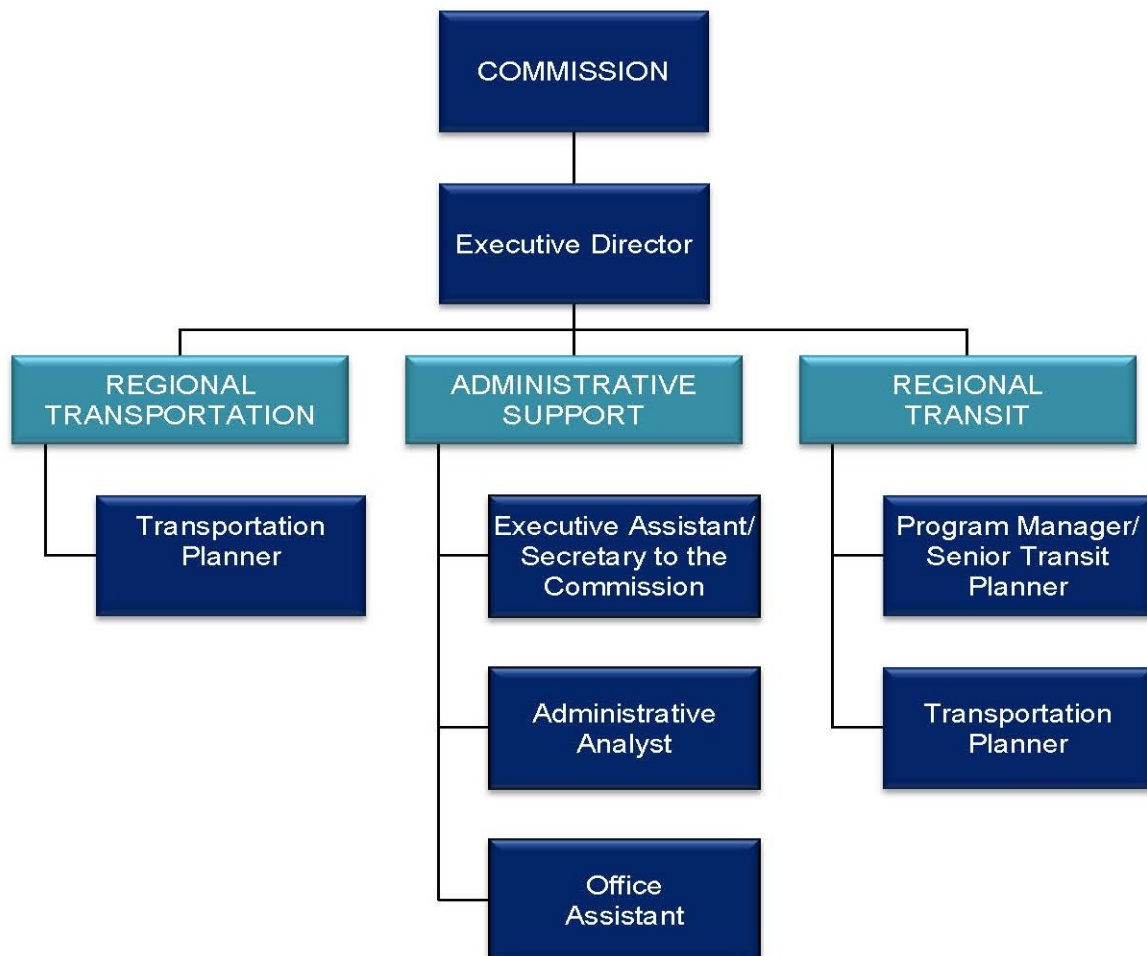 COMMISSION
Executive Director
REGIONAL
TRANSPORTATION
ADMINISTRATIVE
SUPPORT
REGIONAL
TRANSIT
Transportation
Planner
Executive Assistant/
Secretary to the
Commission
Program Manager/
Senior Transit
Planner
Administrative
Analyst
Transportation
Planner
Office
Assistant